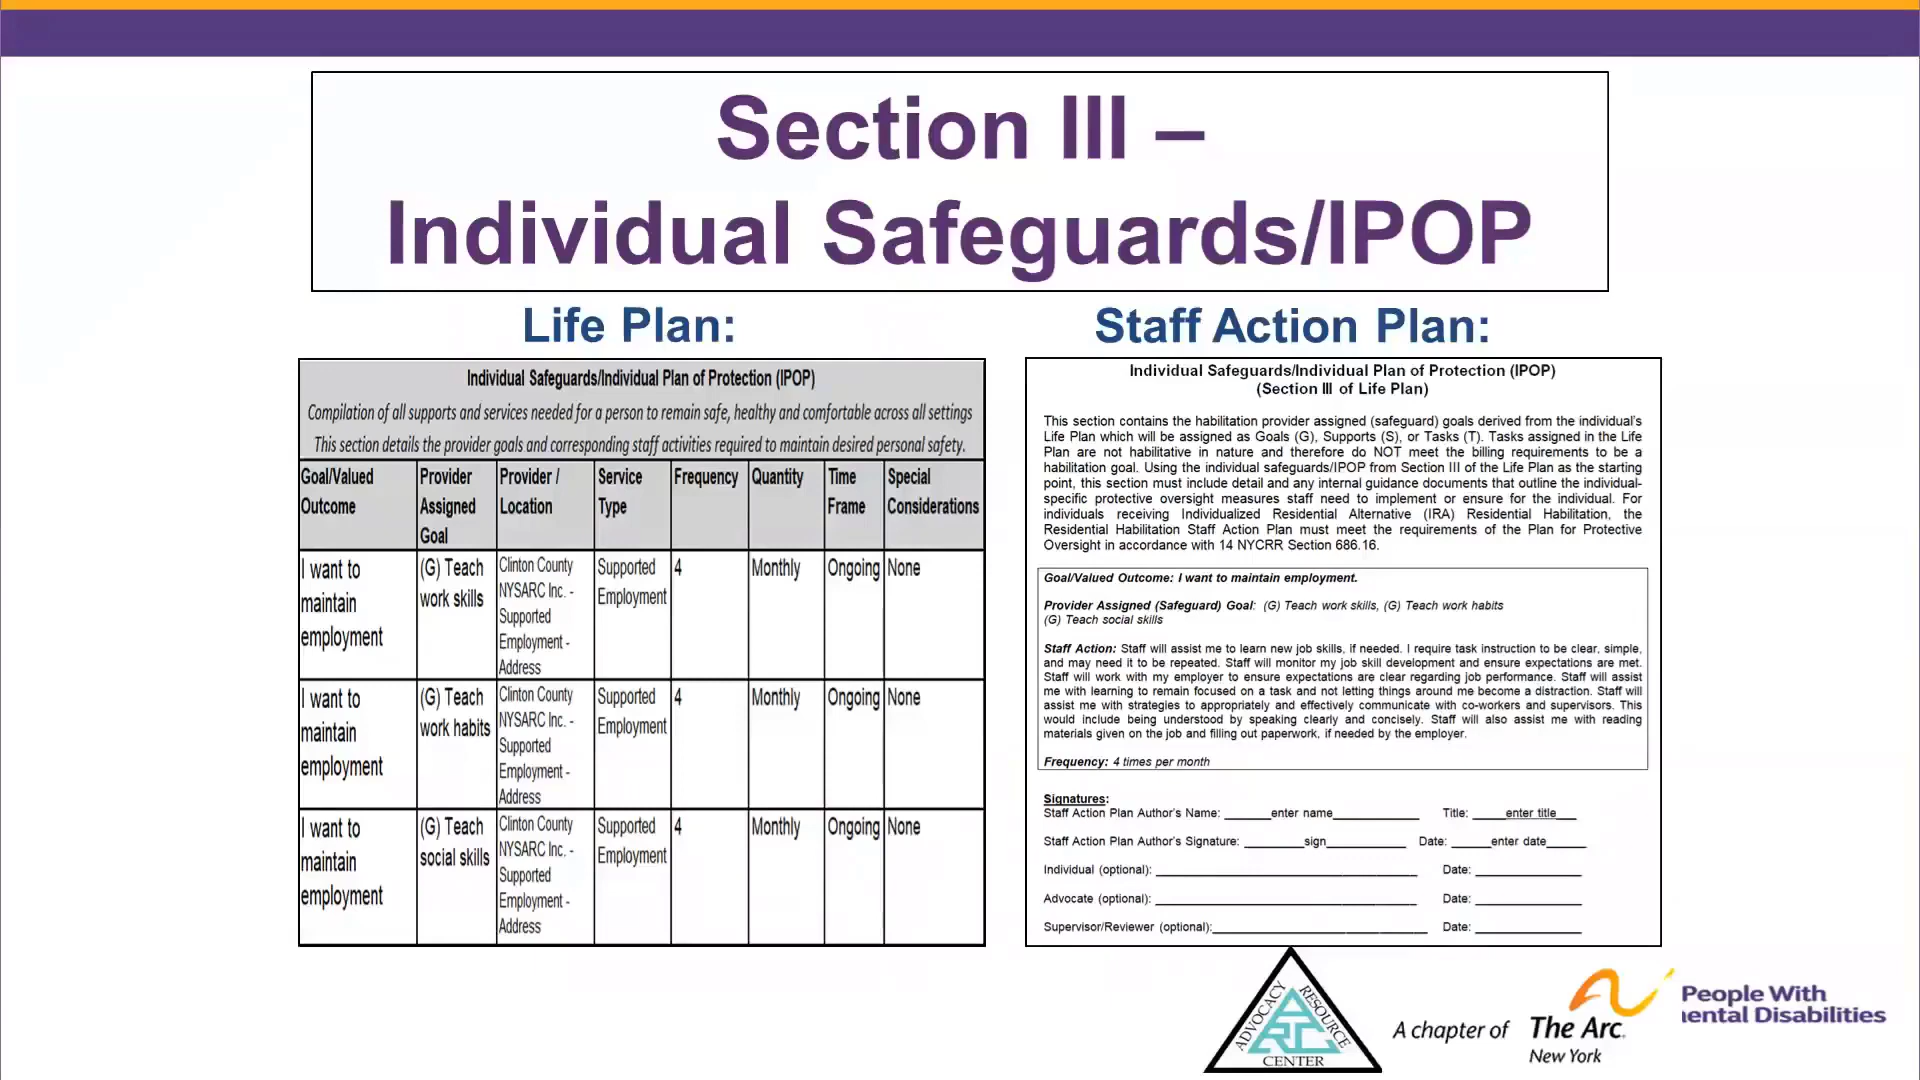 Section III –
Individual Safeguards/IPOP
Life Plan:
Individual Safeguards/Individual Plan of Protection (IPOP)
Compilation of all supports and services needed for a person to remain safe, healthy and comfortable across all settings
This section details the provider goals and corresponding staff activities required to maintain desired personal safety.
Goal/Valued Provider Provider / Service Frequency Quantity Time Special
Outcome Assigned Location Type Frame Considerations
Goal
I want to (G) Teach Clinton County Supported 4 Monthly Ongoing None
maintain work skills NYSARC Inc. - Employment
employment Supported
Employment -
Address
I want to (G) Teach Clinton County Supported 4 Monthly Ongoing None
maintain work habits NYSARC Inc. - Employment
employment Supported
Employment -
Address
I want to (G) Teach Clinton County Supported 4 Monthly Ongoing None
maintain social skills NYSARC Inc. - Employment
employment Supported
Employment -
Address
Staff Action Plan:
Individual Safeguards/Individual Plan of Protection (IPOP)
(Section III of Life Plan)
This section contains the habilitation provider assigned (safeguard) goals derived from the individual's
Life Plan which will be assigned as Goals (G), Supports (S), or Tasks (T). Tasks assigned in the Life
Plan are not habilitative in nature and therefore do NOT meet the billing requirements to be a
habilitation goal. Using the individual safeguards/IPOP from Section III of the Life Plan as the starting
point, this section must include detail and any internal guidance documents that outline the individual-
specific protective oversight measures staff need to implement or ensure for the individual. For
individuals receiving Individualized Residential Alternative (IRA) Residential Habilitation, the
Residential Habilitation Staff Action Plan must meet the requirements of the Plan for Protective
Oversight in accordance with 14 NYCRR Section 686.16.
Goal/Valued Outcome: I want to maintain employment.
Provider Assigned (Safeguard) Goal: (G) Teach work skills, (G) Teach work habits
(G) Teach social skills
Staff Action: Staff will assist me to learn new job skills, if needed. I require task instruction to be clear, simple,
and may need it to be repeated. Staff will monitor my job skill development and ensure expectations are met.
Staff will work with my employer to ensure expectations are clear regarding job performance. Staff will assist
me with learning to remain focused on a task and not letting things around me become a distraction. Staff will
assist me with strategies to appropriately and effectively communicate with co-workers and supervisors. This
would include being understood by speaking clearly and concisely. Staff will also assist me with reading
materials given on the job and filling out paperwork, if needed by the employer.
Frequency: 4 times per month
Signatures:
Staff Action Plan Author's Name: _______enter name_____________ Title: _____enter title___
Staff Action Plan Author's Signature: _________sign____________ Date: ______enter date______
Individual (optional): ________________________________________ Date: ________________
Advocate (optional): ________________________________________ Date: ________________
Supervisor/Reviewer (optional):_________________________________ Date: ________________
ADVOCACY RESOURCE CENTER
ARC
A chapter of The Arc.
New York
People With
ental Disabilities